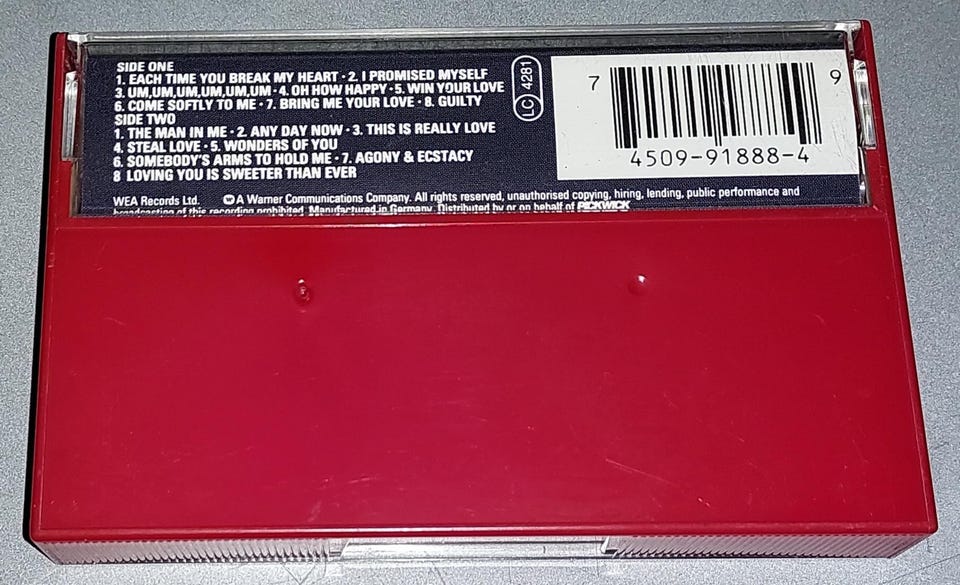 SIDE ONE
1. EACH TIME YOU BREAK MY HEART · 2. I PROMISED MYSELF
3. UM,UM,UM,UM,UM,UM · 4. OH HOW HAPPY · 5. WIN YOUR LOVE
6. COME SOFTLY TO ME · 7. BRING ME YOUR LOVE · 8. GUILTY
SIDE TWO
1. THE MAN IN ME · 2. ANY DAY NOW · 3. THIS IS REALLY LOVE
4. STEAL LOVE · 5. WONDERS OF YOU
6. SOMEBODY'S ARMS TO HOLD ME · 7. AGONY & ECSTACY
8 LOVING YOU IS SWEETER THAN EVER
WEA Records Ltd. A Warner Communications Company. All rights reserved, unauthorised copying, hiring, lending, public performance and
broadcasting of this recording prohibited. Manufactured in Germany. Distributed by or on behalf of PICKWICK
LC 4281
7 9
4509-91888-4